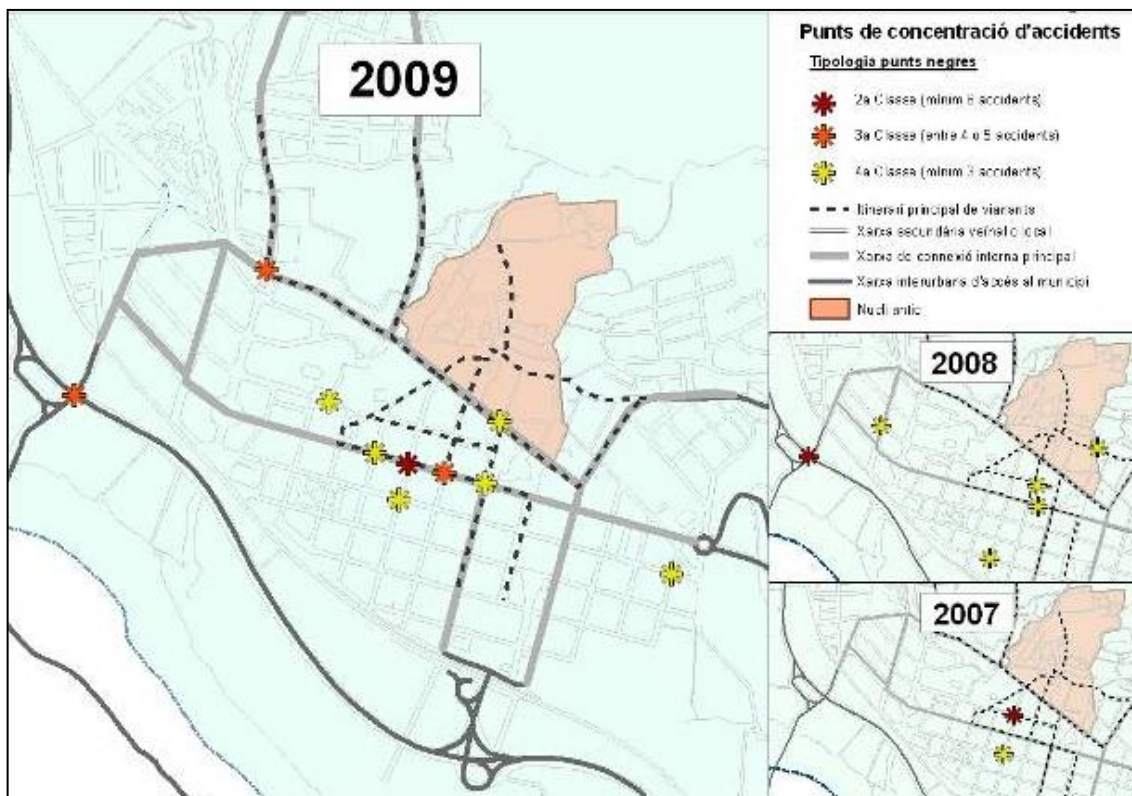 2009
Punts de concentració d'accidents
Tipologia punts negres
2a Classe (mínim 6 accidents)
3a Classe (entre 4 o 5 accidents)
4a Classe (mínim 3 accidents)
Itinerari principal de vianants
Xarxa secundària veïnal o local
Xarxa de connexió interna principal
Xarxa interurbana d'accés al municipi
Nucli antic
2008
2007